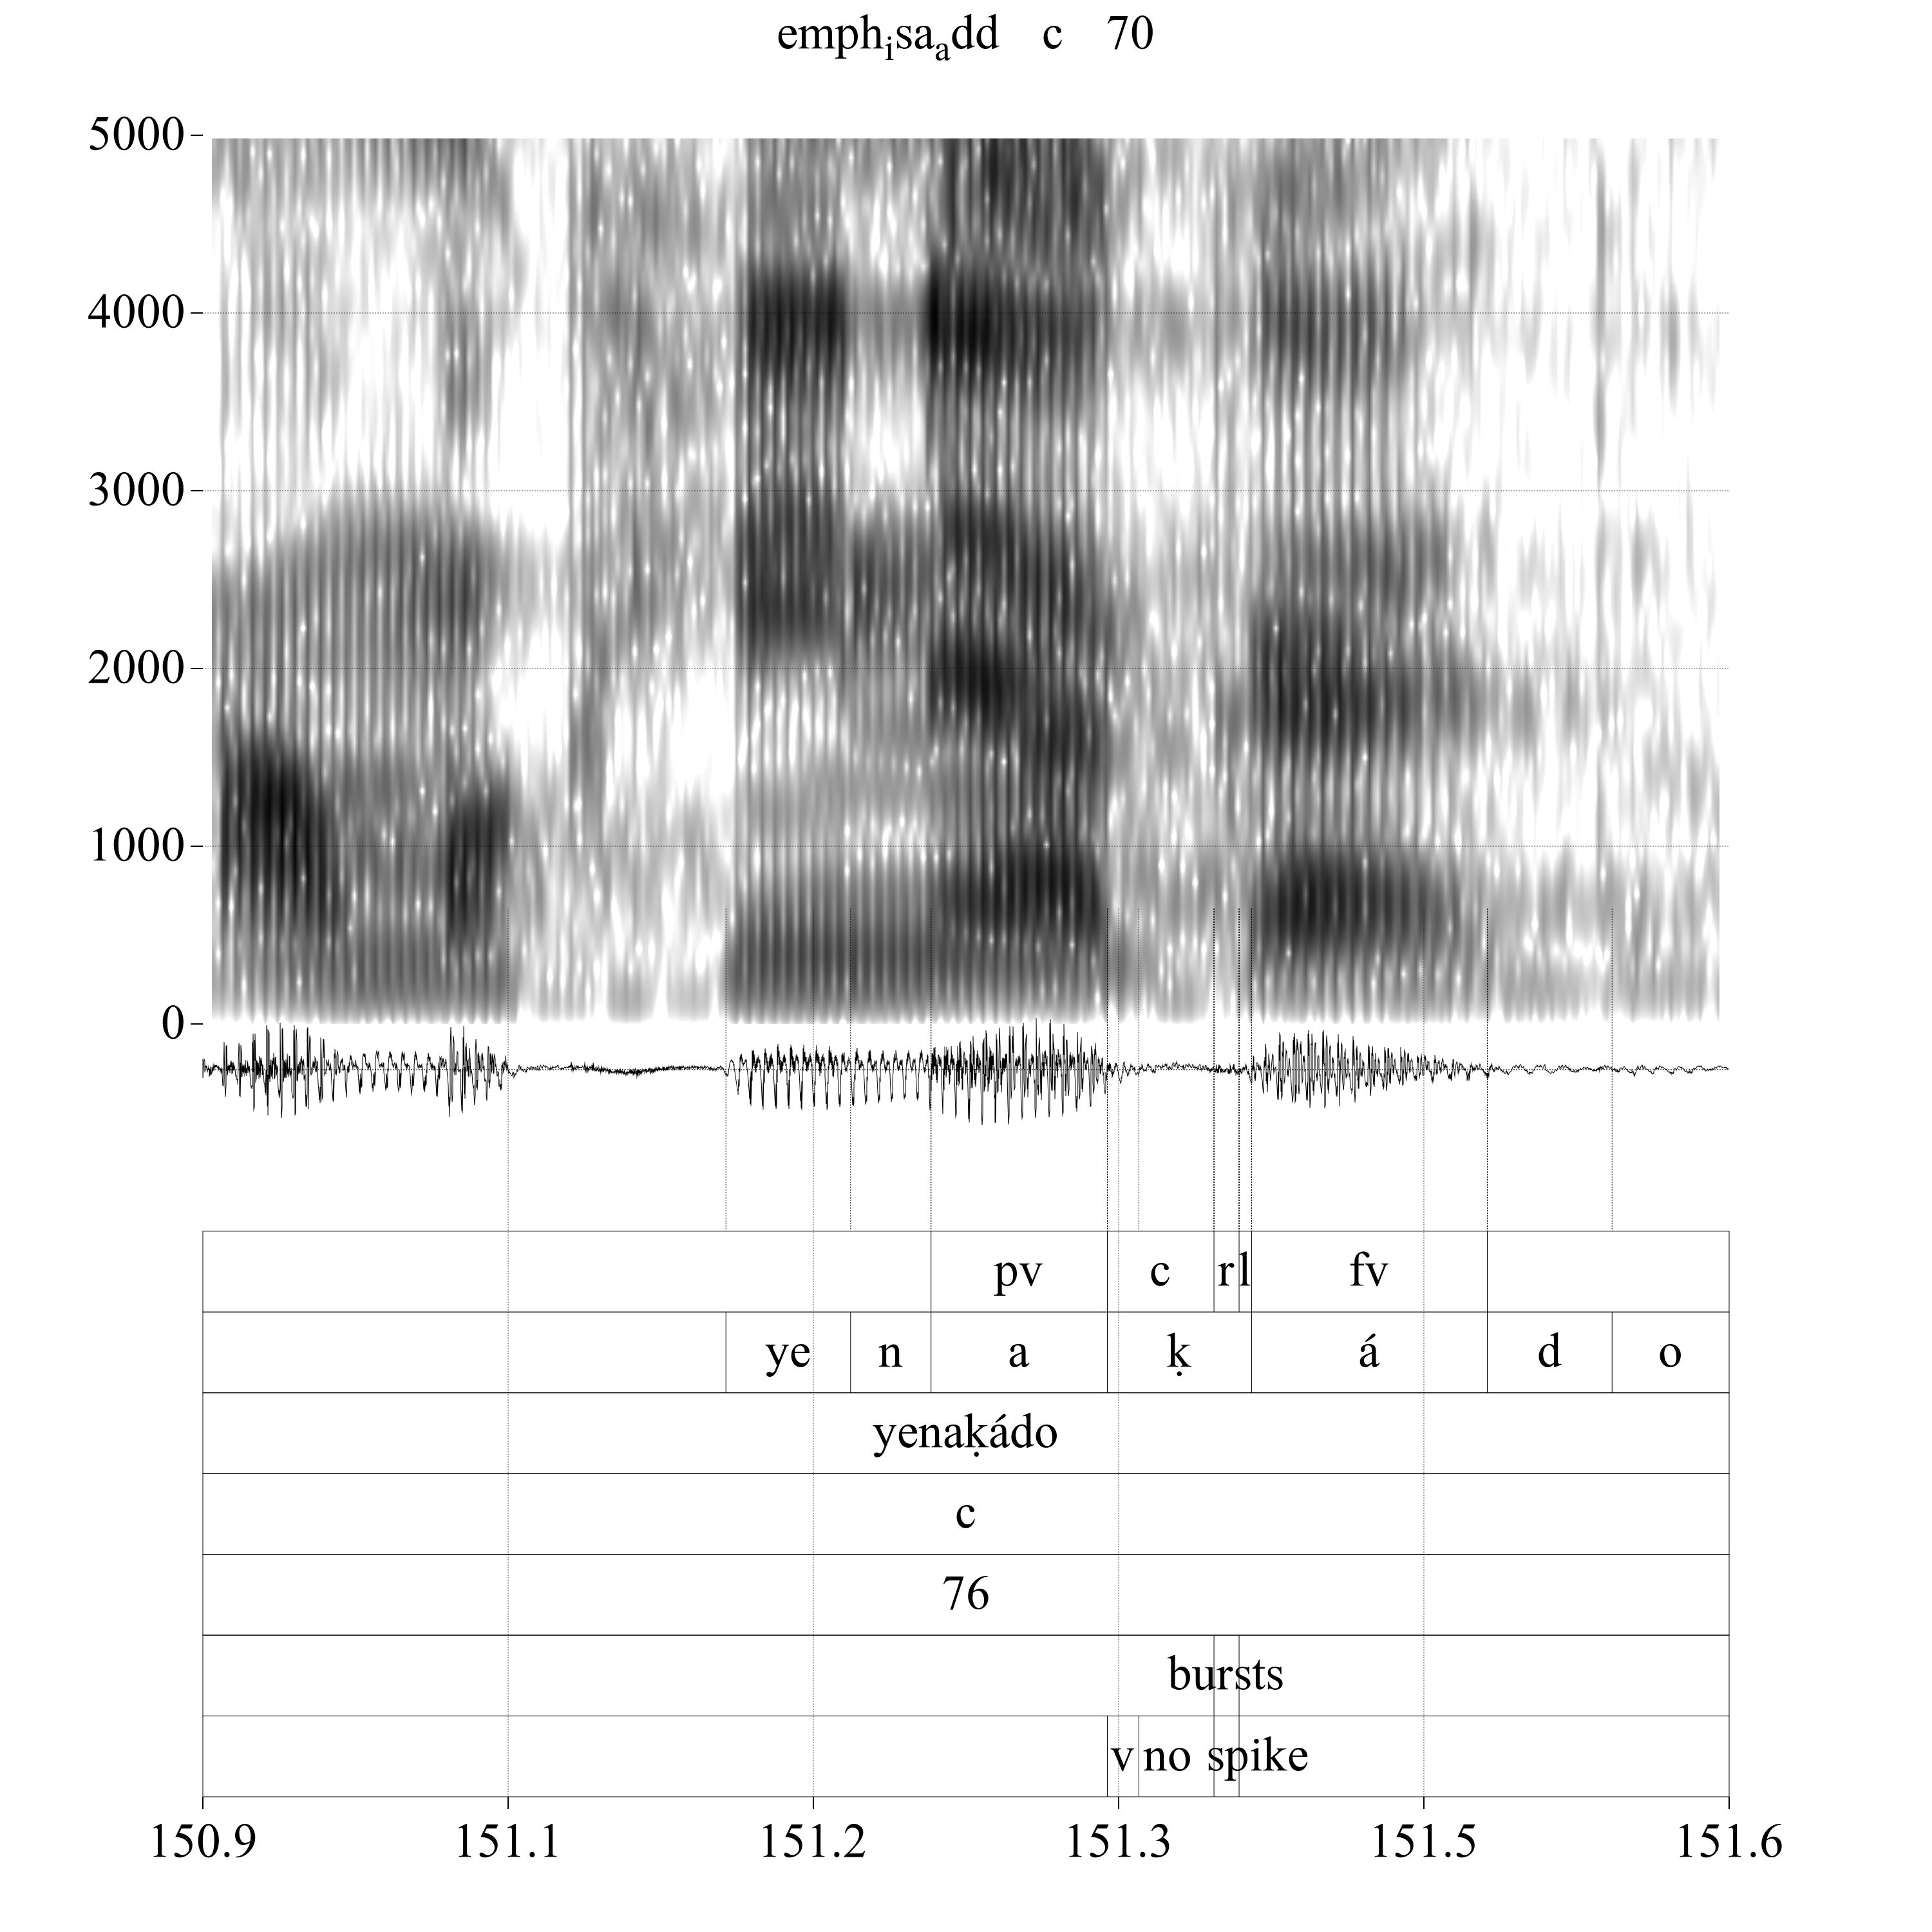 emphisaadd c 70
5000
4000
3000
2000
1000
0
pv c r l fv
ye n a ḳ á d o
yenaḳádo
c
76
bursts
v no spike
150.9 151.1 151.2 151.3 151.5 151.6